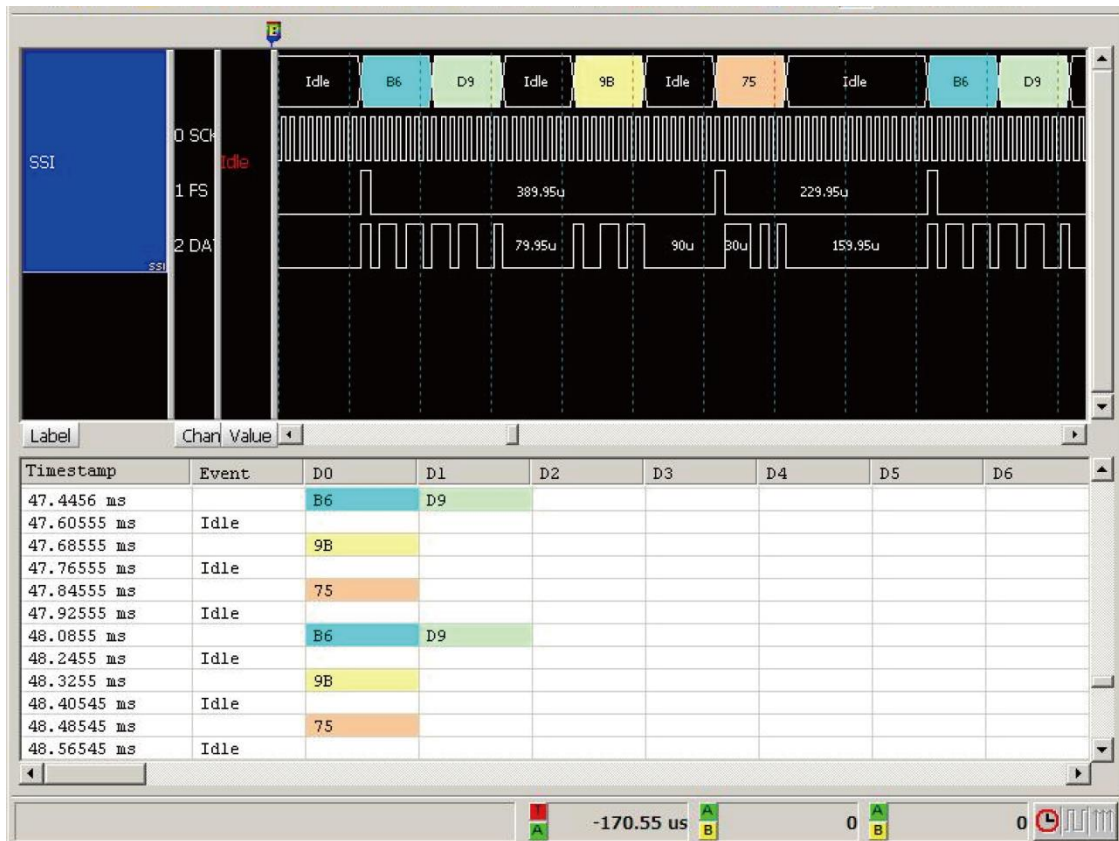 B
Idle B6 D9 Idle 9B Idle 75 Idle B6 D9
0 SCK
SSI Idle
1 FS 389.95u 229.95u
2 DA 79.95u 90u 30u 159.95u
SSI
Label Chan Value
Timestamp Event D0 D1 D2 D3 D4 D5 D6
47.4456 ms B6 D9
47.60555 ms Idle
47.68555 ms 9B
47.76555 ms Idle
47.84555 ms 75
47.92555 ms Idle
48.0855 ms B6 D9
48.2455 ms Idle
48.3255 ms 9B
48.40545 ms Idle
48.48545 ms 75
48.56545 ms Idle
T A -170.55 us A B 0 A B 0